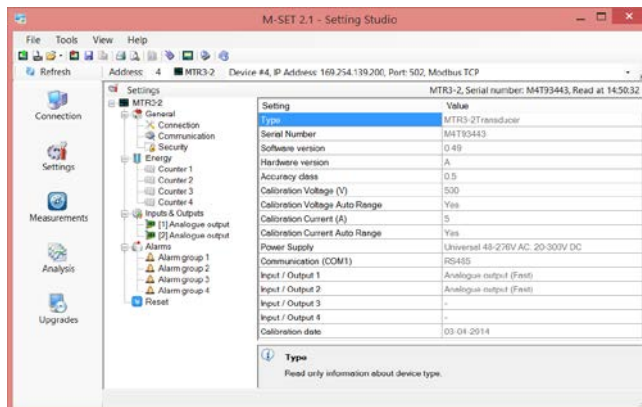 M-SET 2.1 - Setting Studio
File Tools View Help
Refresh
Address: 4 MTR3-2 Device #4, IP Address: 169.254.139.200, Port: 502, Modbus TCP
Connection
Settings
Measurements
Analysis
Upgrades
Settings
MTR3-2, Serial number: M4T93443, Read at 14:50:32
MTR3-2
General
Connection
Communication
Security
Energy
Counter 1
Counter 2
Counter 3
Counter 4
Inputs & Outputs
[1] Analogue output
[2] Analogue output
Alarms
Alarm group 1
Alarm group 2
Alarm group 3
Alarm group 4
Reset
Setting Value
Type MTR3-2Transducer
Serial Number M4T93443
Software version 0.49
Hardware version A
Accuracy class 0.5
Calibration Voltage (V) 500
Calibration Voltage Auto Range Yes
Calibration Current (A) 5
Calibration Current Auto Range Yes
Power Supply Universal 48-276V AC. 20-300V DC
Communication (COM1) RS485
Input / Output 1 Analogue output (Fast)
Input / Output 2 Analogue output (Fast)
Input / Output 3 -
Input / Output 4 -
Calibration date 03-04-2014
Type
Read only information about device type.